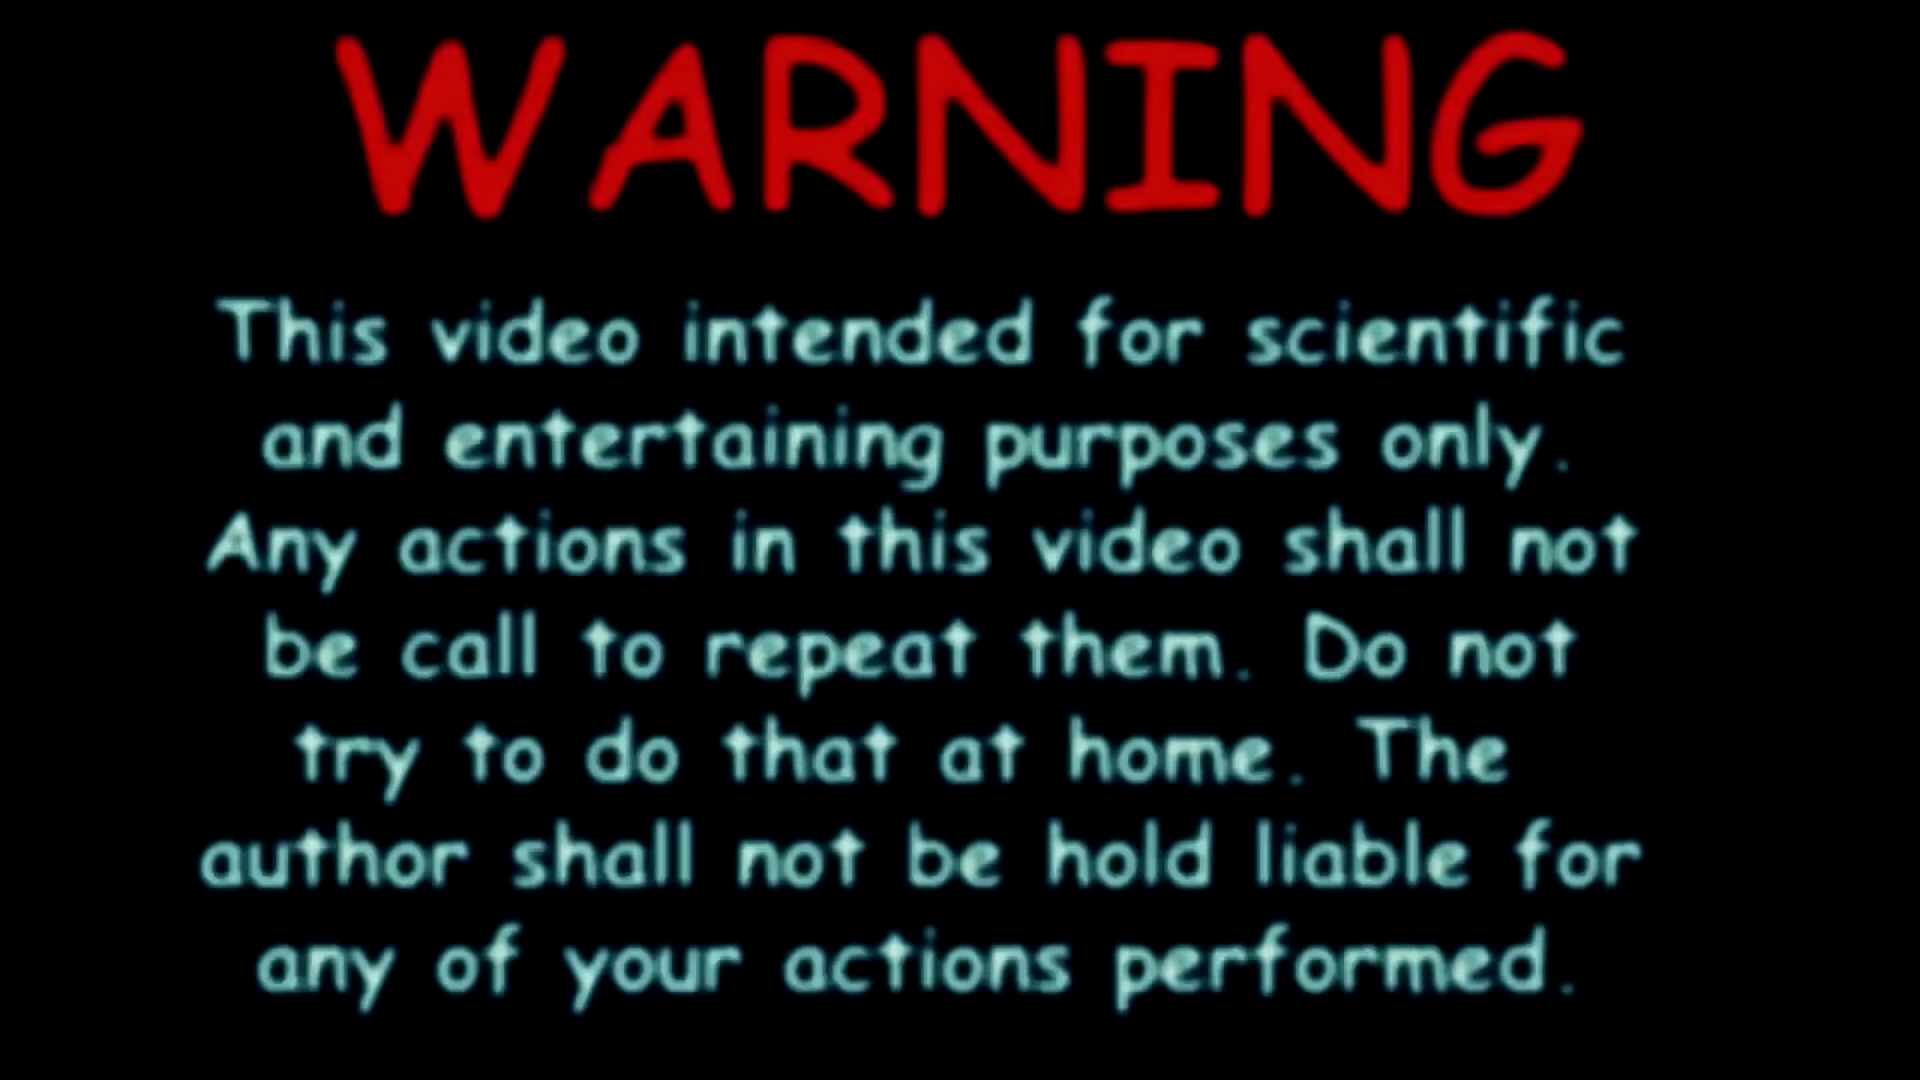 WARNING
This video intended for scientific
and entertaining purposes only.
Any actions in this video shall not
be call to repeat them. Do not
try to do that at home. The
author shall not be hold liable for
any of your actions performed.